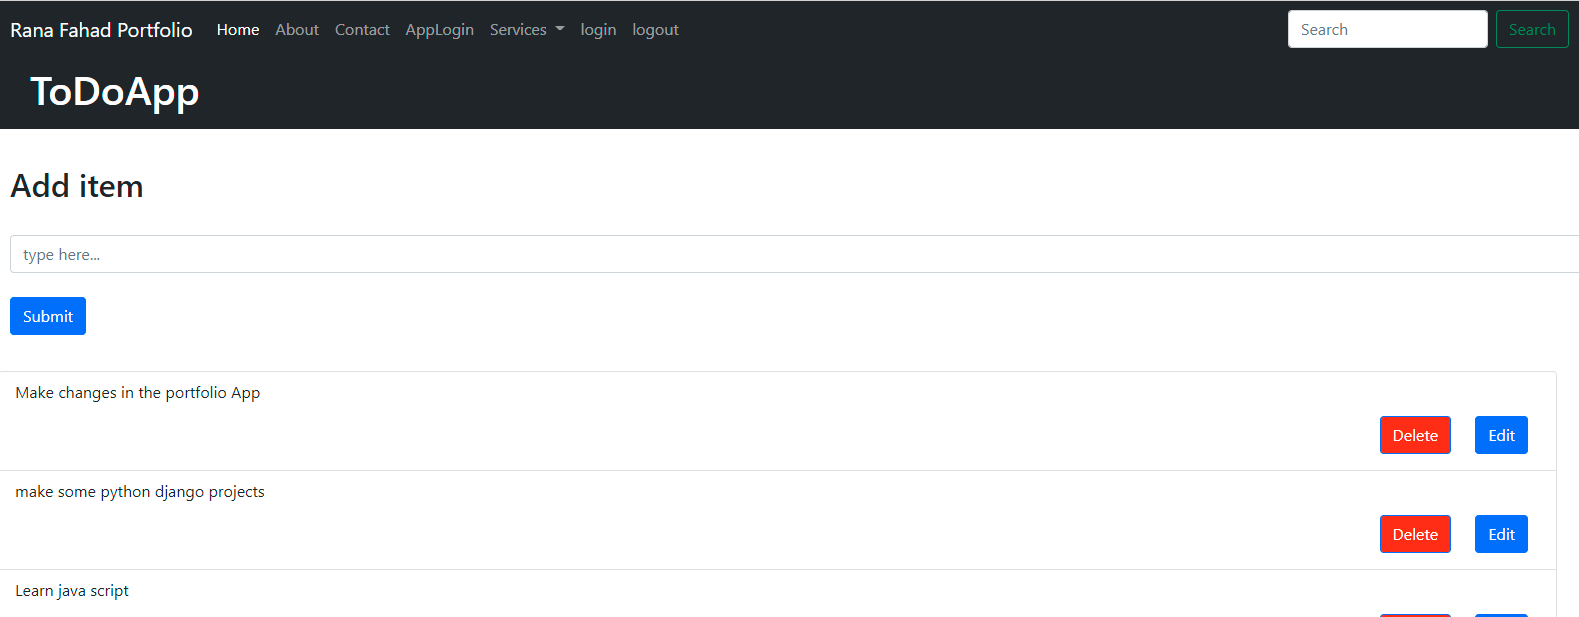 Rana Fahad Portfolio Home About Contact AppLogin Services login logout Search Search
ToDoApp
Add item
type here...
Submit
Make changes in the portfolio App
Delete Edit
make some python django projects
Delete Edit
Learn java script